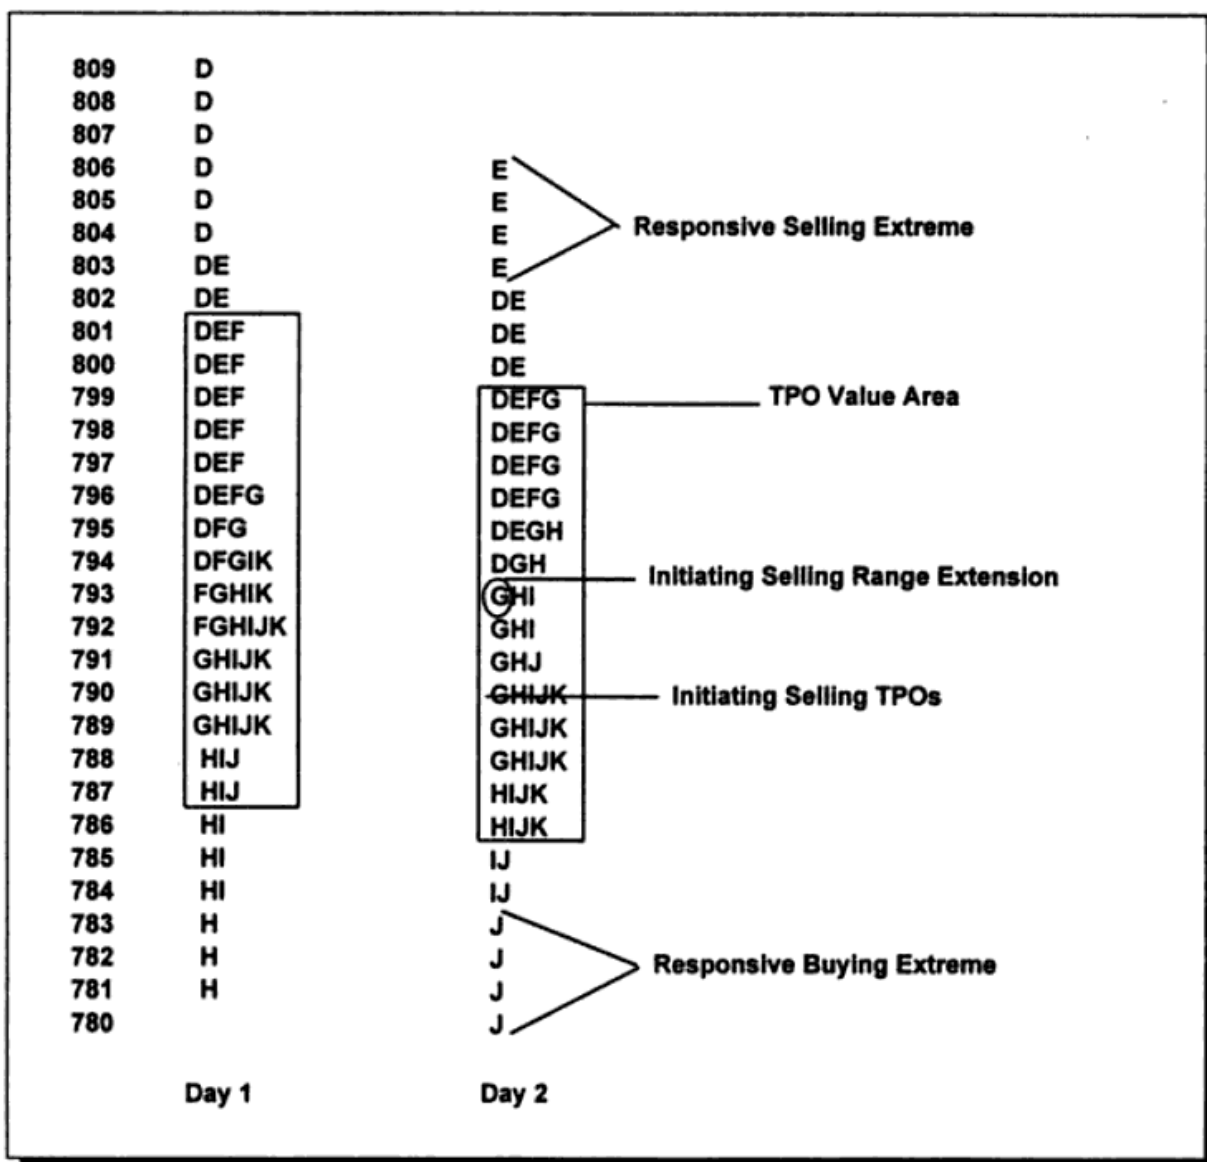 809 D
808 D
807 D
806 D E
805 D E Responsive Selling Extreme
804 D E
803 DE E
802 DE DE
801 DEF DE
800 DEF DE
799 DEF DEFG TPO Value Area
798 DEF DEFG
797 DEF DEFG
796 DEFG DEFG
795 DFG DEGH
794 DFGIK DGH Initiating Selling Range Extension
793 FGHIK GHI
792 FGHIJK GHI
791 GHIJK GHJ
790 GHIJK GHIJK Initiating Selling TPOs
789 GHIJK GHIJK
788 HIJ GHIJK
787 HIJ HIJK
786 HI HIJK
785 HI IJ
784 HI IJ
783 H J
782 H J Responsive Buying Extreme
781 H J
780 J
Day 1 Day 2